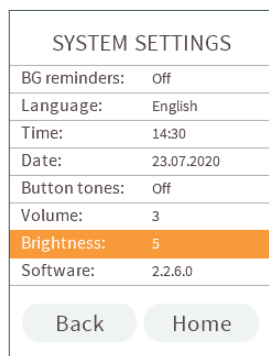 SYSTEM SETTINGS
BG reminders: Off
Language: English
Time: 14:30
Date: 23.07.2020
Button tones: Off
Volume: 3
Brightness: 5
Software: 2.2.6.0
Back Home